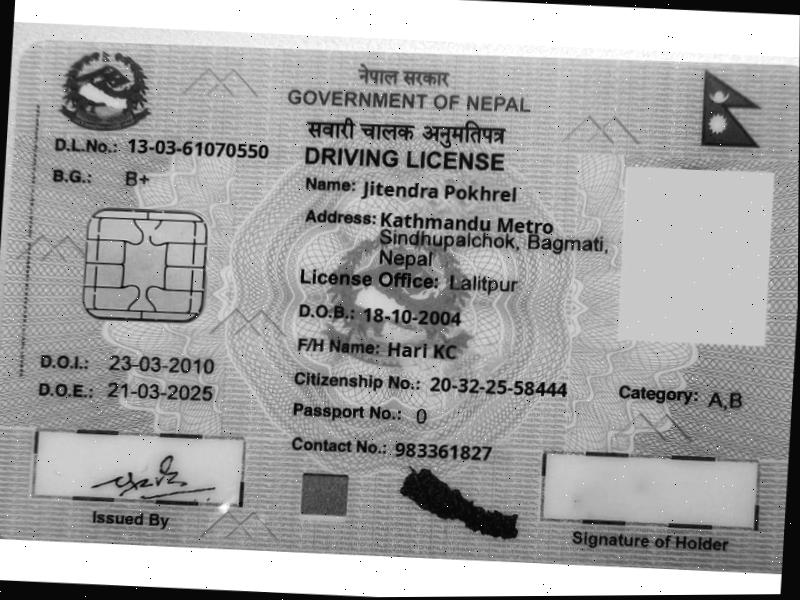 नेपाल सरकार
GOVERNMENT OF NEPAL
सवारी चालक अनुमतिपत्र
DRIVING LICENSE
D.L.No.: 13-03-61070550
B.G.: B+
Name: Jitendra Pokhrel
Address: Kathmandu Metro
Sindhupalchok, Bagmati,
Nepal
License Office: Lalitpur
D.O.B.: 18-10-2004
F/H Name: Hari KC
D.O.I.: 23-03-2010
D.O.E.: 21-03-2025
Citizenship No.: 20-32-25-58444
Category: A,B
Passport No.: 0
Contact No.: 983361827
Issued By
Signature of Holder